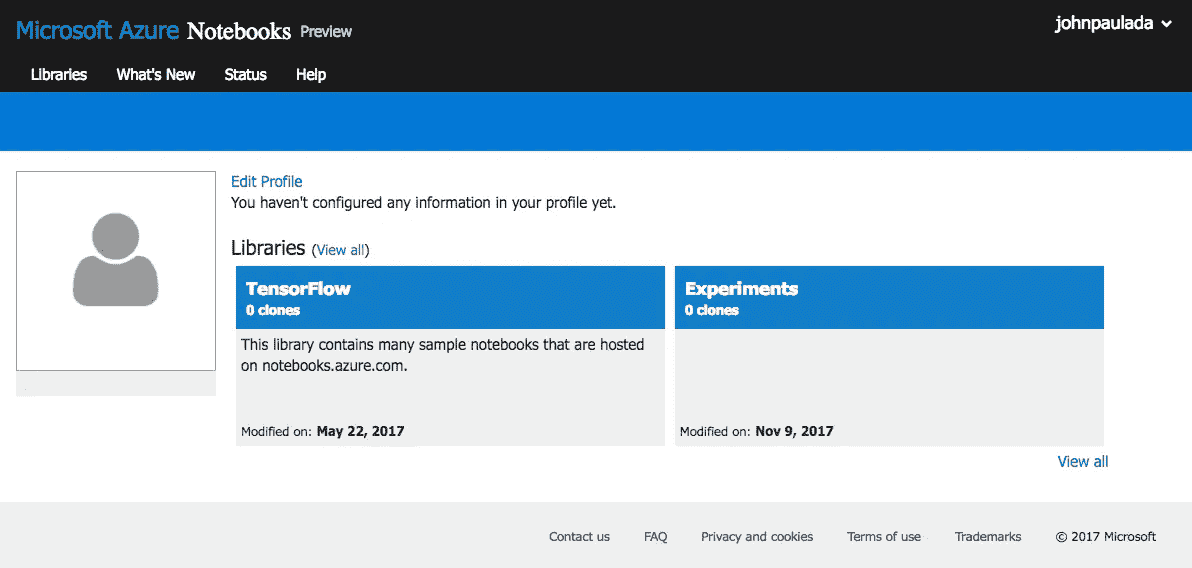 Microsoft Azure Notebooks Preview
johnpaulada
Libraries What's New Status Help
Edit Profile
You haven't configured any information in your profile yet.
Libraries (View all)
TensorFlow
0 clones
This library contains many sample notebooks that are hosted
on notebooks.azure.com.
Modified on: May 22, 2017
Experiments
0 clones
Modified on: Nov 9, 2017
View all
Contact us FAQ Privacy and cookies Terms of use Trademarks © 2017 Microsoft